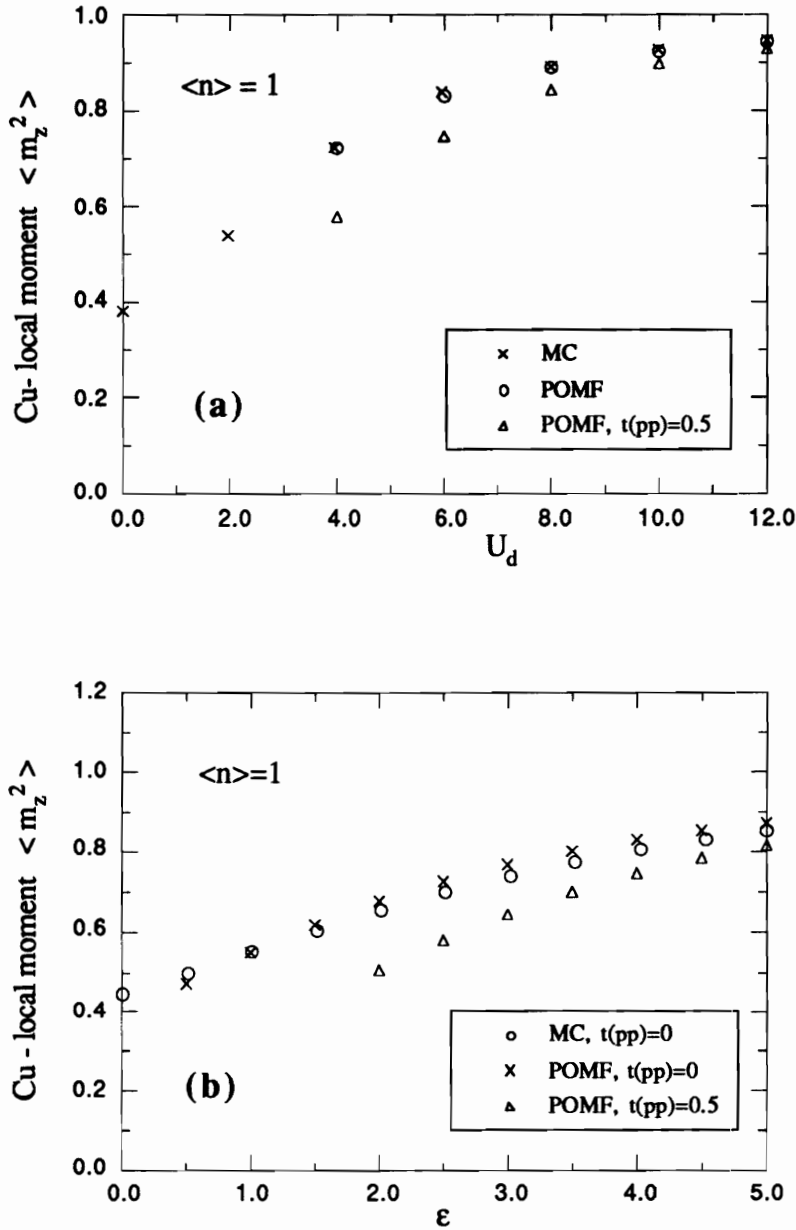 1.0
<n> = 1
0.8
0.6
0.4
0.2
0.0
Cu- local moment < m_z^2 >
(a)
× MC
o POMF
△ POMF, t(pp)=0.5
0.0 2.0 4.0 6.0 8.0 10.0 12.0
U_d
1.2
<n>=1
1.0
0.8
0.6
0.4
0.2
0.0
Cu - local moment < m_z^2 >
(b)
o MC, t(pp)=0
× POMF, t(pp)=0
△ POMF, t(pp)=0.5
0.0 1.0 2.0 3.0 4.0 5.0
ε